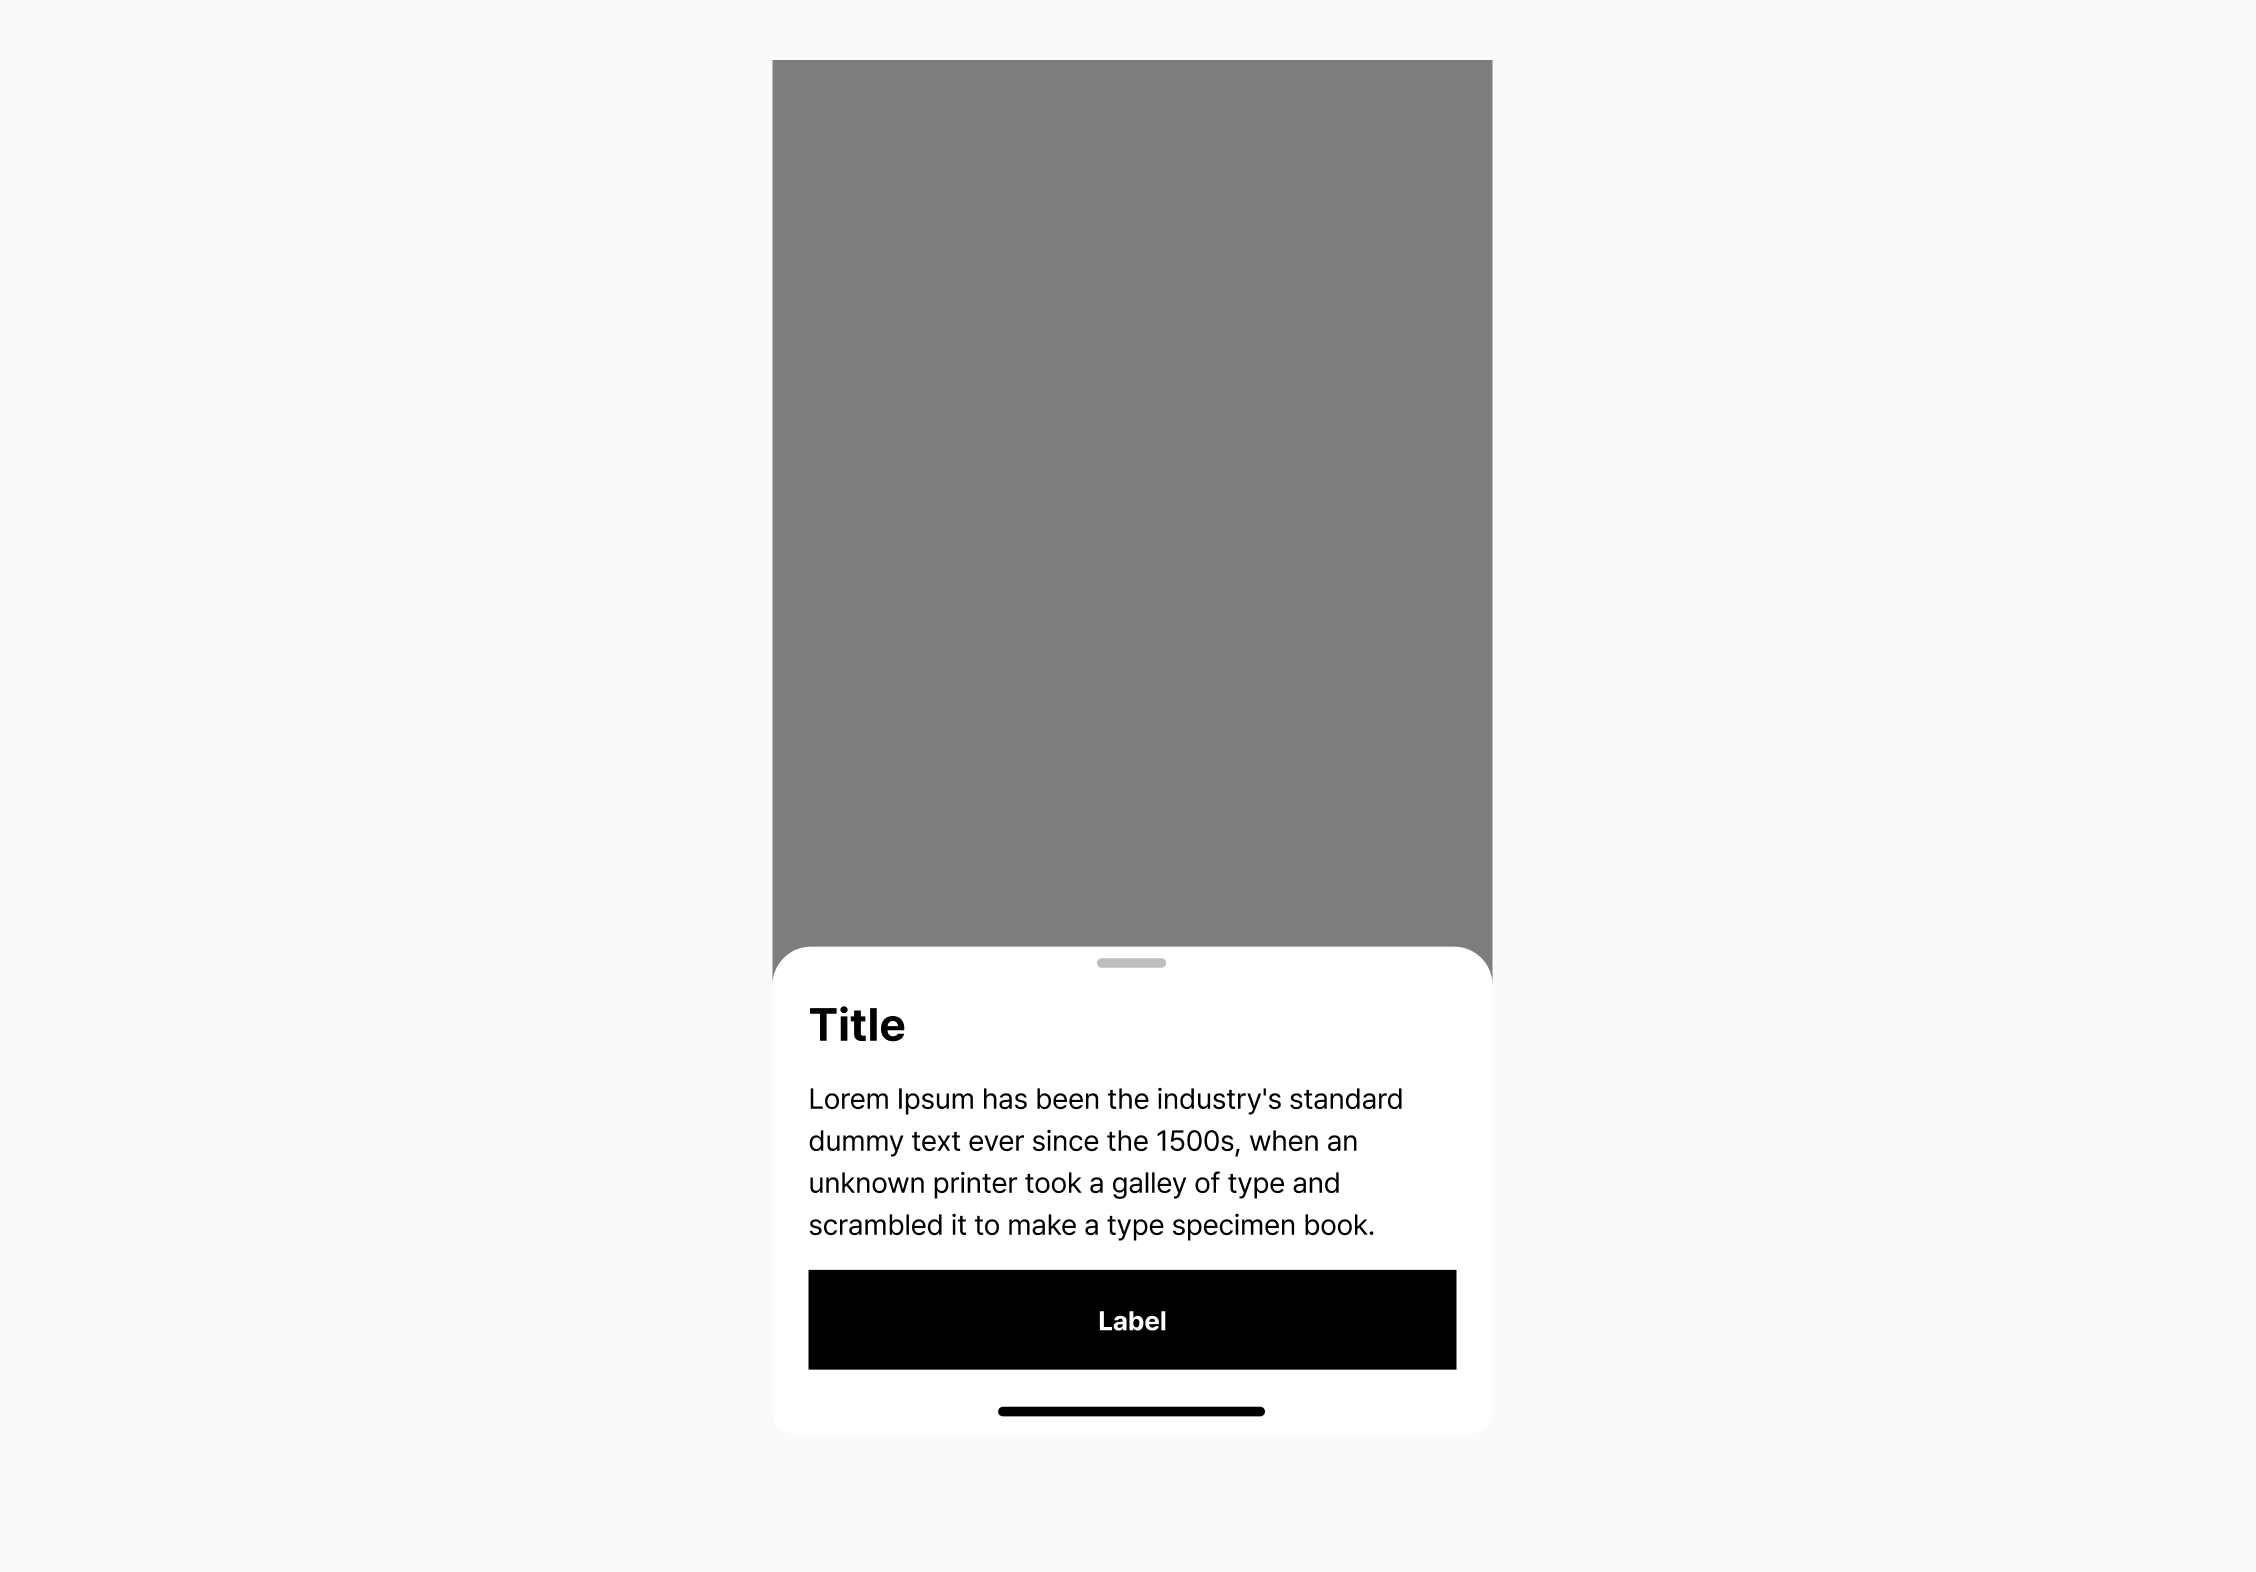 Title
Lorem Ipsum has been the industry's standard
dummy text ever since the 1500s, when an
unknown printer took a galley of type and
scrambled it to make a type specimen book.
Label